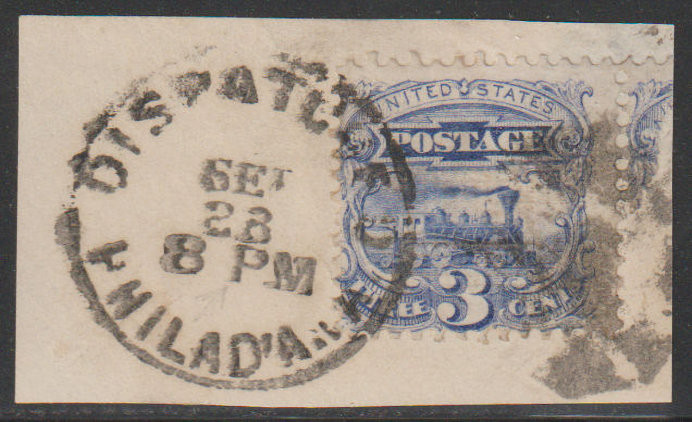 DISPATCH
SEP
28
8 PM
PHILAD'A.
UNITED STATES
POSTAGE
THREE 3 CENTS